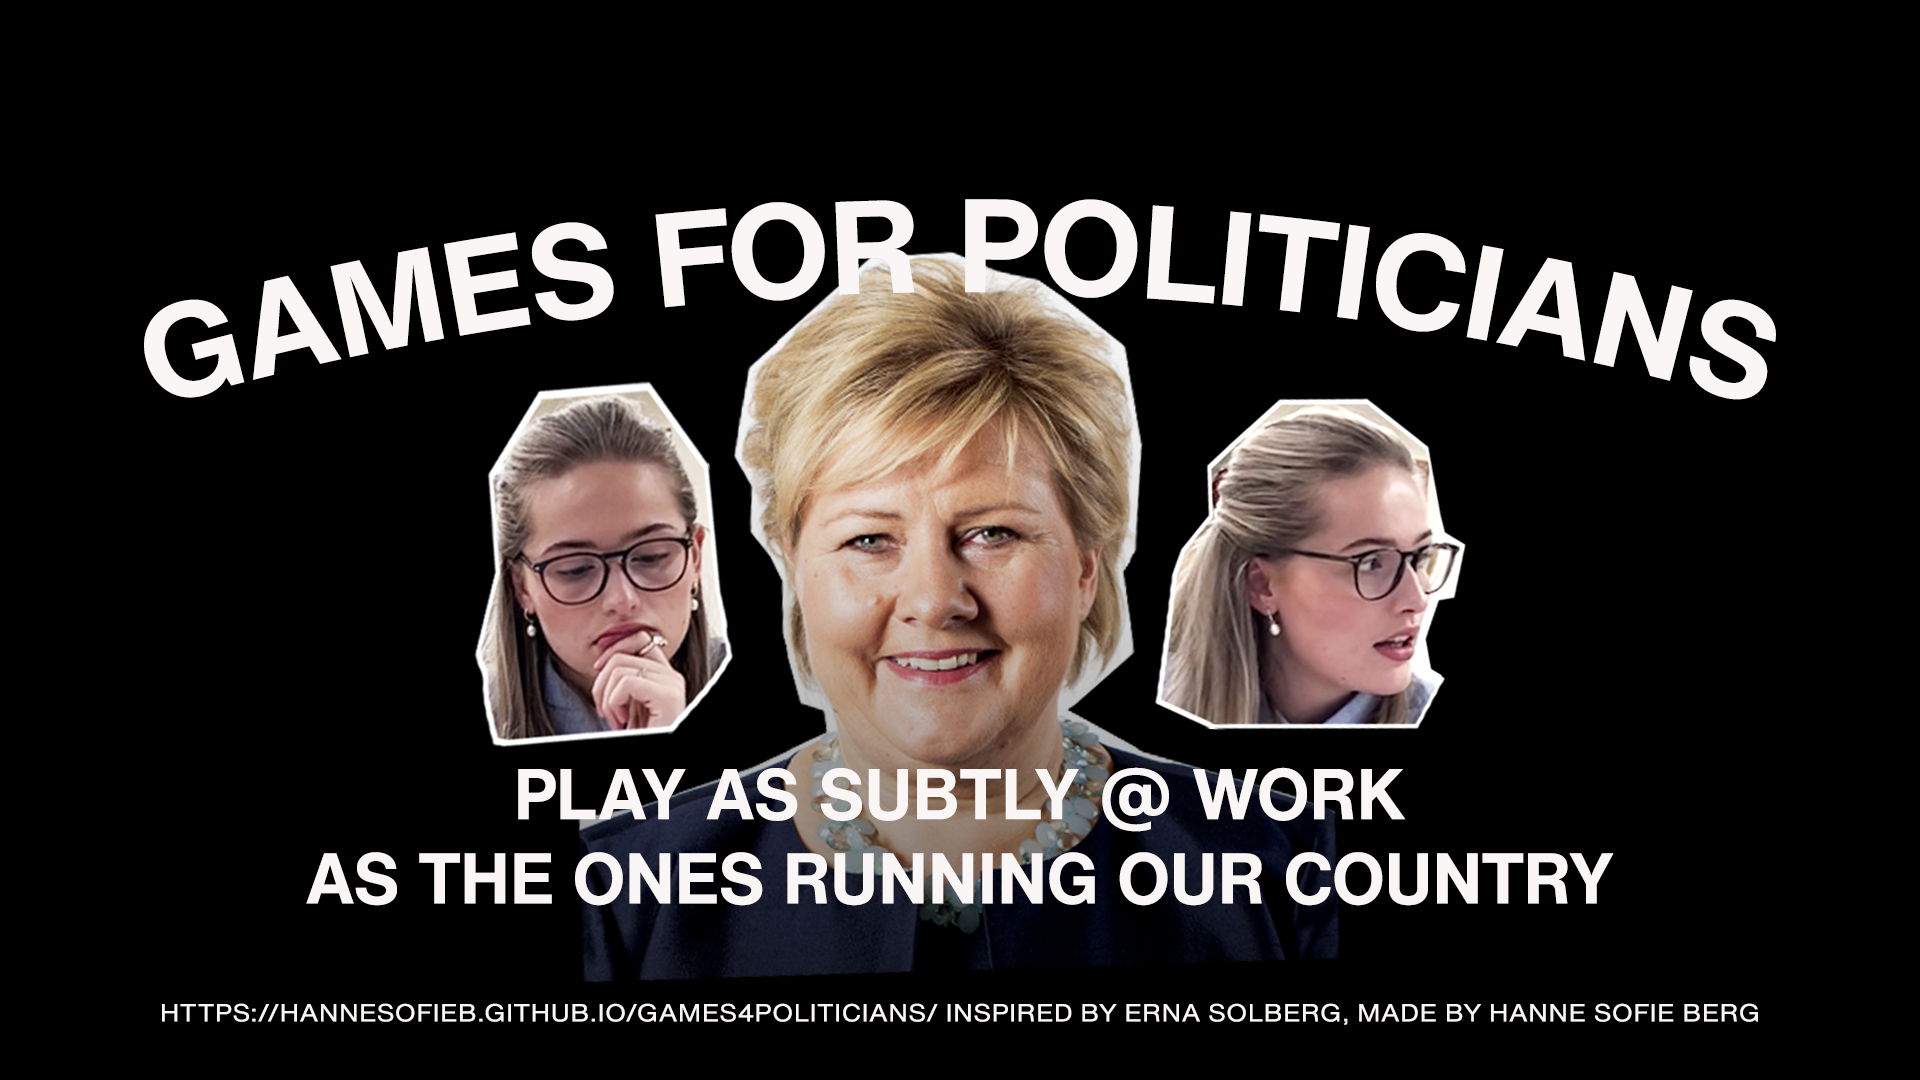 GAMES FOR POLITICIANS
PLAY AS SUBTLY @ WORK
AS THE ONES RUNNING OUR COUNTRY
HTTPS://HANNESOFIEB.GITHUB.IO/GAMES4POLITICIANS/ INSPIRED BY ERNA SOLBERG, MADE BY HANNE SOFIE BERG